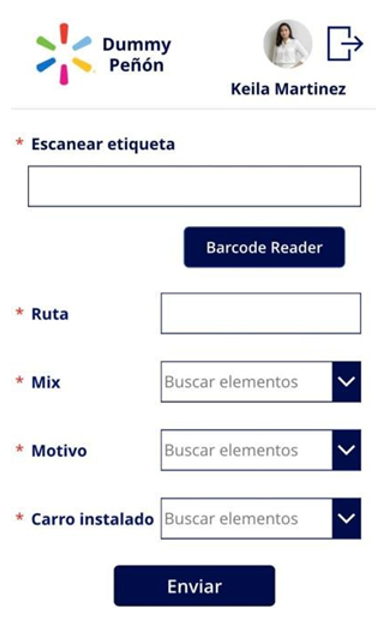 Dummy
Peñón
Keila Martinez
* Escanear etiqueta
Barcode Reader
* Ruta
* Mix
Buscar elementos
* Motivo
Buscar elementos
* Carro instalado
Buscar elementos
Enviar